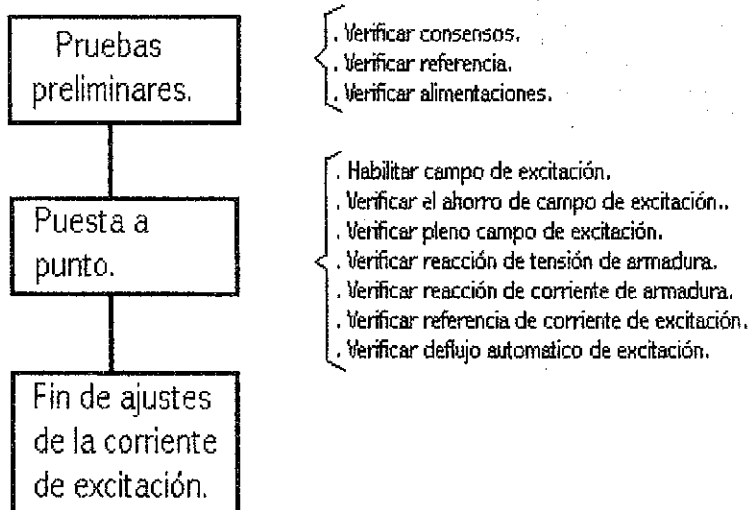 Pruebas
preliminares.
. Verificar consensos.
. Verificar referencia.
. Verificar alimentaciones.
Puesta a
punto.
. Habilitar campo de excitación.
. Verificar el ahorro de campo de excitación..
. Verificar pleno campo de excitación.
. Verificar reacción de tensión de armadura.
. Verificar reacción de corriente de armadura.
. Verificar referencia de corriente de excitación.
. Verificar deflujo automatico de excitación.
Fin de ajustes
de la corriente
de excitación.